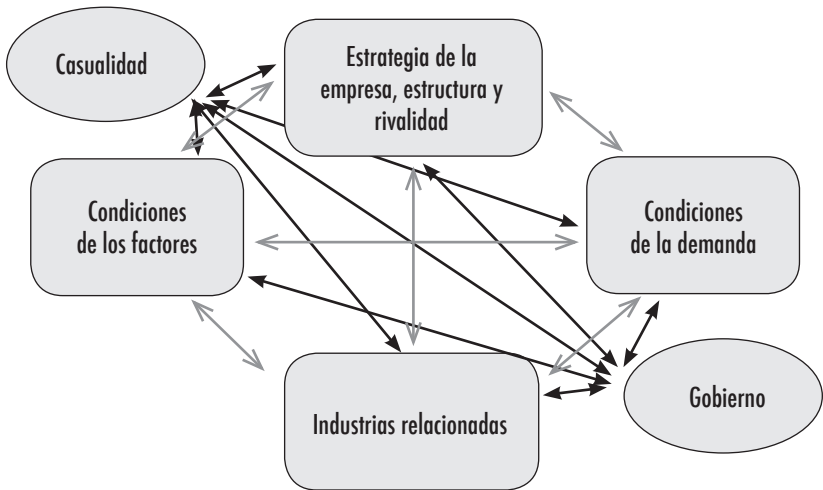 Casualidad
Estrategia de la
empresa, estructura y
rivalidad
Condiciones
de los factores
Condiciones
de la demanda
Industrias relacionadas
Gobierno